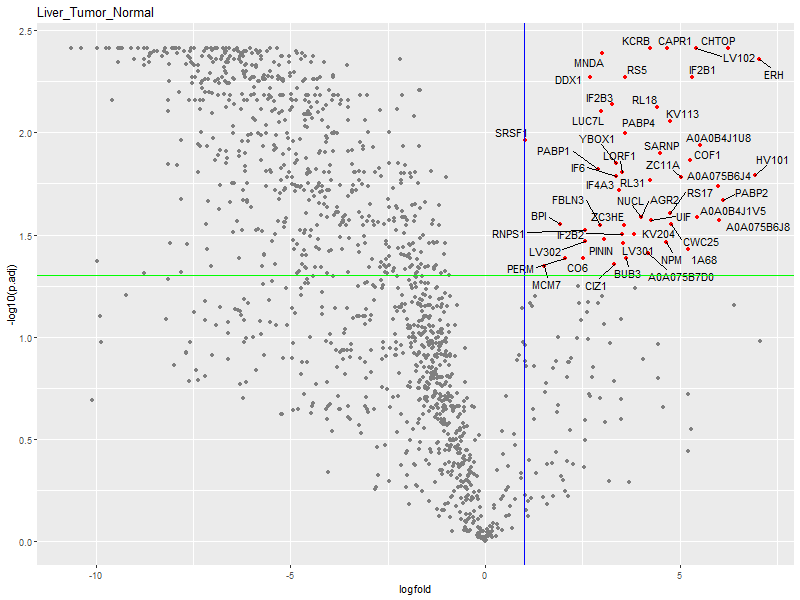 Liver_Tumor_Normal
-log10(p.adj)
2.5
2.0
1.5
1.0
0.5
0.0
KCRB CAPR1 CHTOP
MNDA LV102
DDX1 RS5 IF2B1 ERH
IF2B3 RL18
LUC7L PABP4 KV113
SRSF1 YBOX1 A0A0B4J1U8
PABP1 LORF1 SARNP COF1 HV101
IF6 ZC11A
IF4A3 RL31 A0A075B6J4
FBLN3 NUCL AGR2 RS17 PABP2
BPI ZC3HE UIF A0A0B4J1V5
RNPS1 IF2B2 KV204 A0A075B6J8
LV302 PININ LV301 CWC25
PERM CO6 NPM 1A68
MCM7 CIZ1 BUB3 A0A075B7D0
-10 -5 0 5
logfold